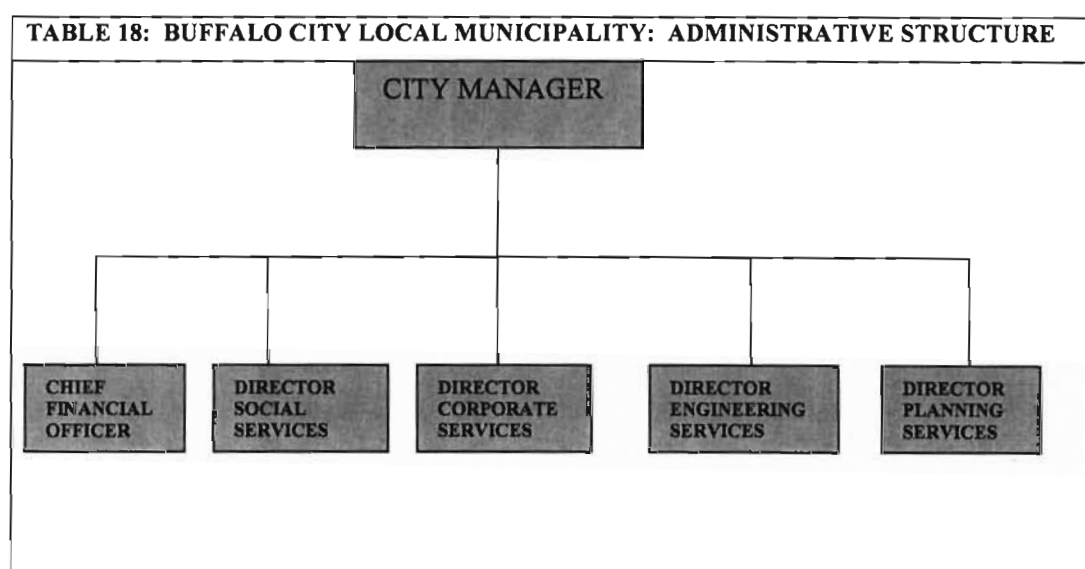 TABLE 18: BUFFALO CITY LOCAL MUNICIPALITY: ADMINISTRATIVE STRUCTURE
CITY MANAGER
CHIEF
FINANCIAL
OFFICER
DIRECTOR
SOCIAL
SERVICES
DIRECTOR
CORPORATE
SERVICES
DIRECTOR
ENGINEERING
SERVICES
DIRECTOR
PLANNING
SERVICES